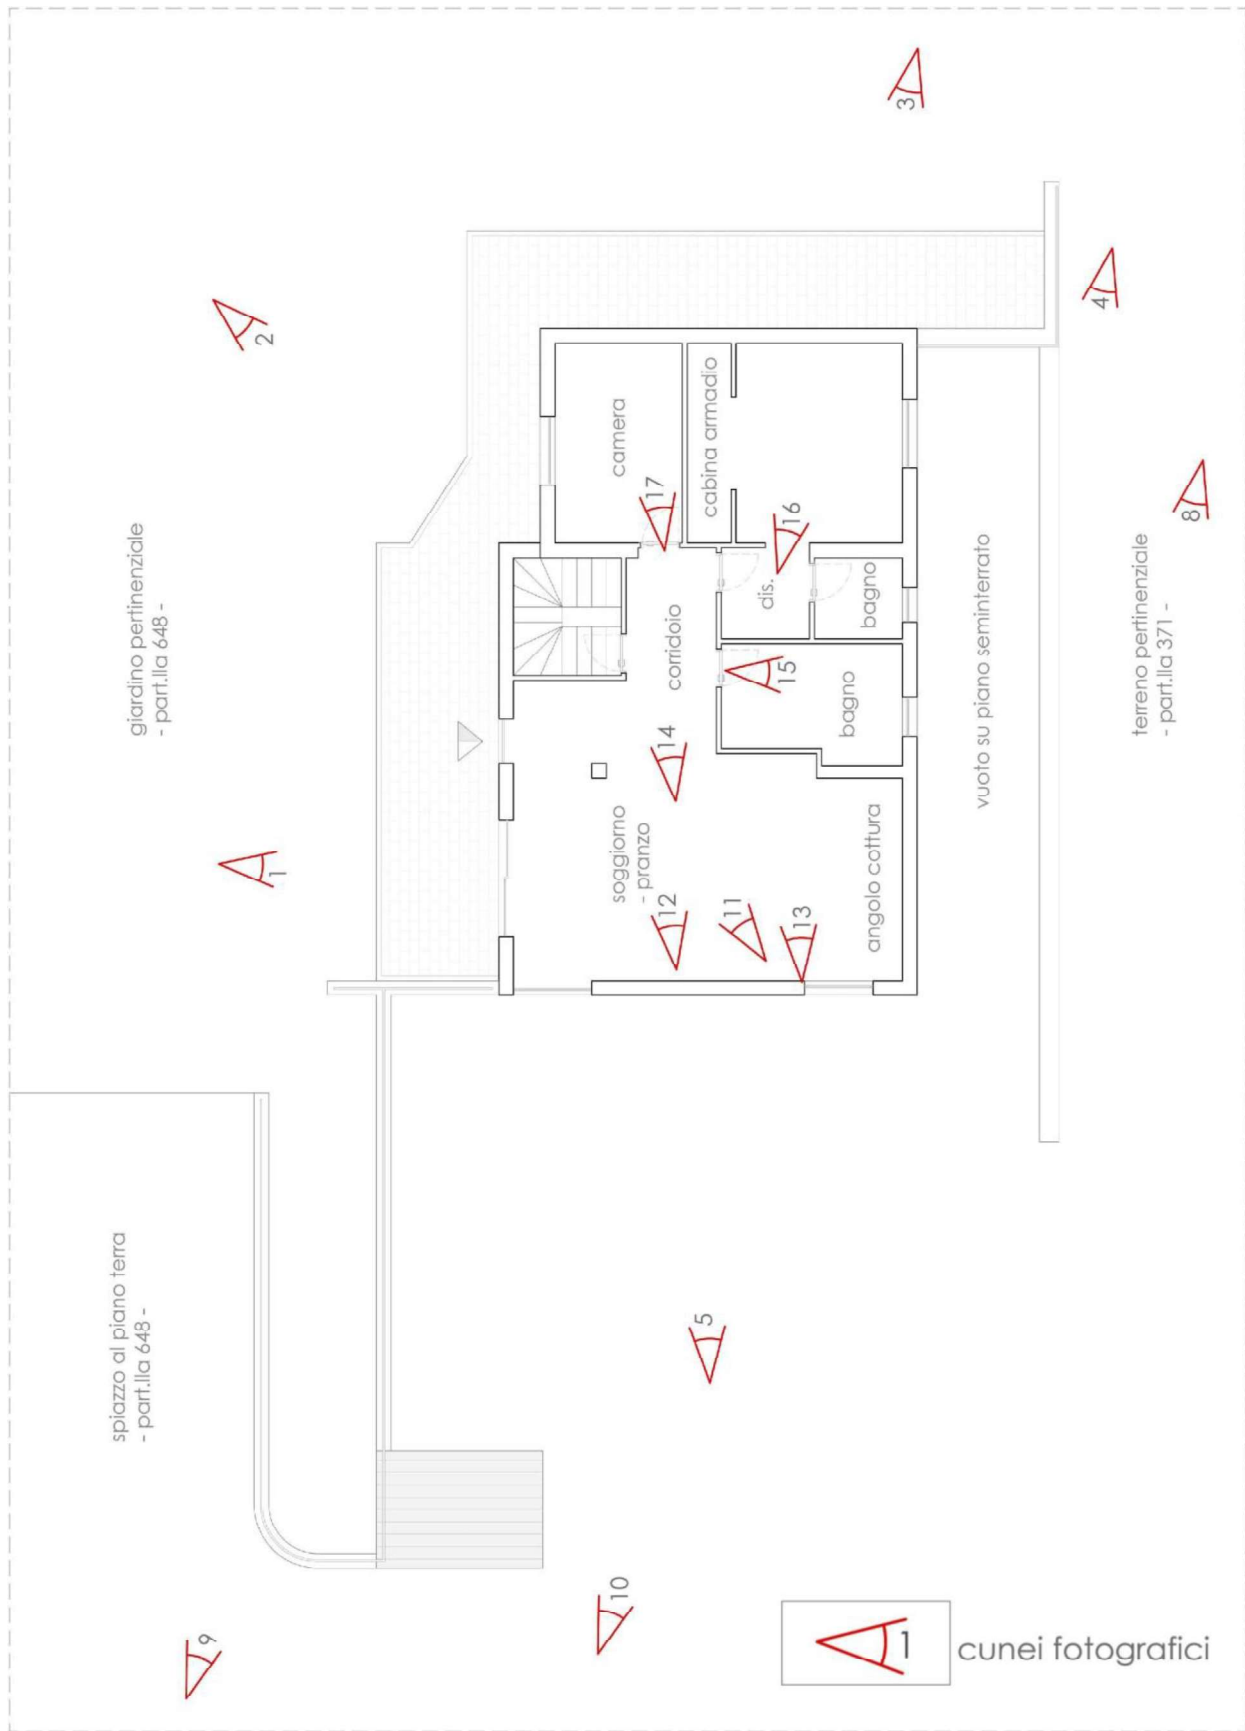 spiazzo al piano terra
- part.lla 648 -
giardino pertinenziale
- part.lla 648 -
9
1
2
10
soggiorno
- pranzo
camera
12
14
corridoio
17
5
11
cabina armadio
13
15
dis.
16
angolo cottura
bagno
bagno
3
1
vuoto su piano seminterrato
4
terreno pertinenziale
- part.lla 371 -
8
cunei fotografici